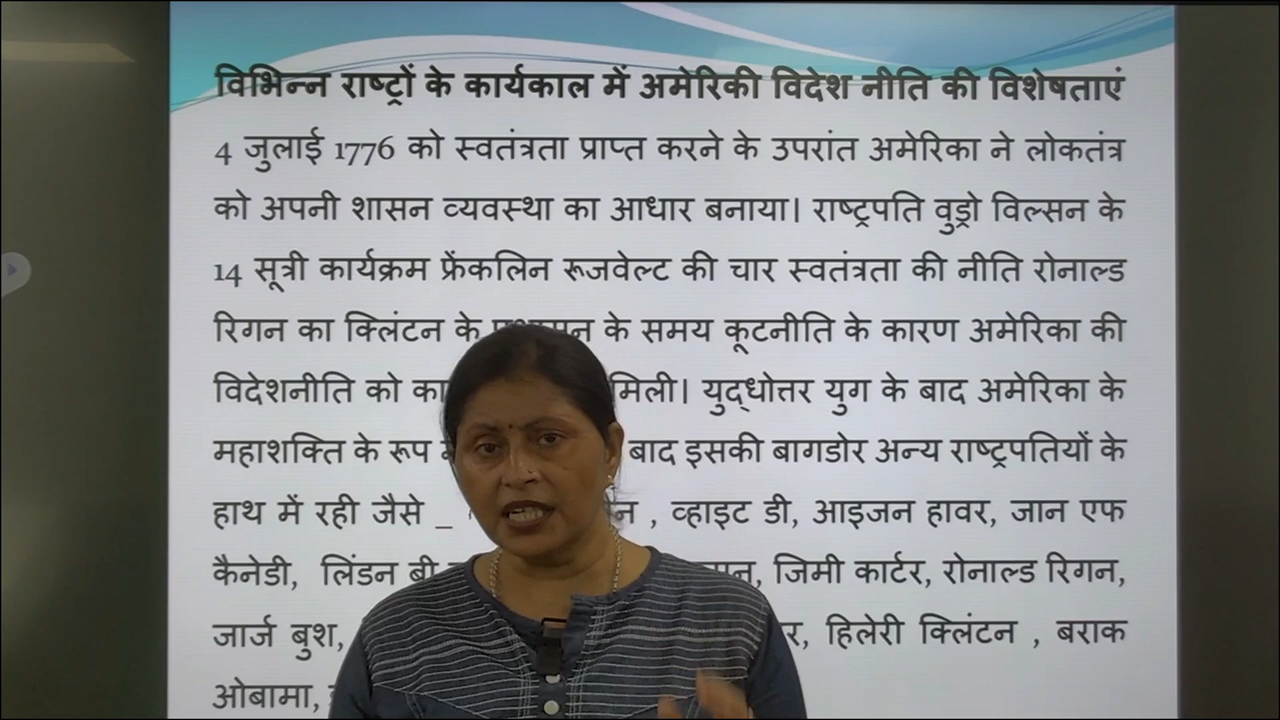 विभिन्न राष्ट्रों के कार्यकाल में अमेरिकी विदेश नीति की विशेषताएं
4 जुलाई 1776 को स्वतंत्रता प्राप्त करने के उपरांत अमेरिका ने लोकतंत्र
को अपनी शासन व्यवस्था का आधार बनाया। राष्ट्रपति वुड्रो विल्सन के
14 सूत्री कार्यक्रम फ्रेंकलिन रूजवेल्ट की चार स्वतंत्रता की नीति रोनाल्ड
रिगन का क्लिंटन के के समय कूटनीति के कारण अमेरिका की
विदेशनीति को मिली। युद्धोत्तर युग के बाद अमेरिका के
महाशक्ति के रूप बाद इसकी बागडोर अन्य राष्ट्रपतियों के
हाथ में रही जैसे _ , व्हाइट डी, आइजन हावर, जान एफ
कैनेडी, लिंडन बी जिमी कार्टर, रोनाल्ड रिगन,
जार्ज बुश, हिलेरी क्लिंटन , बराक
ओबामा,